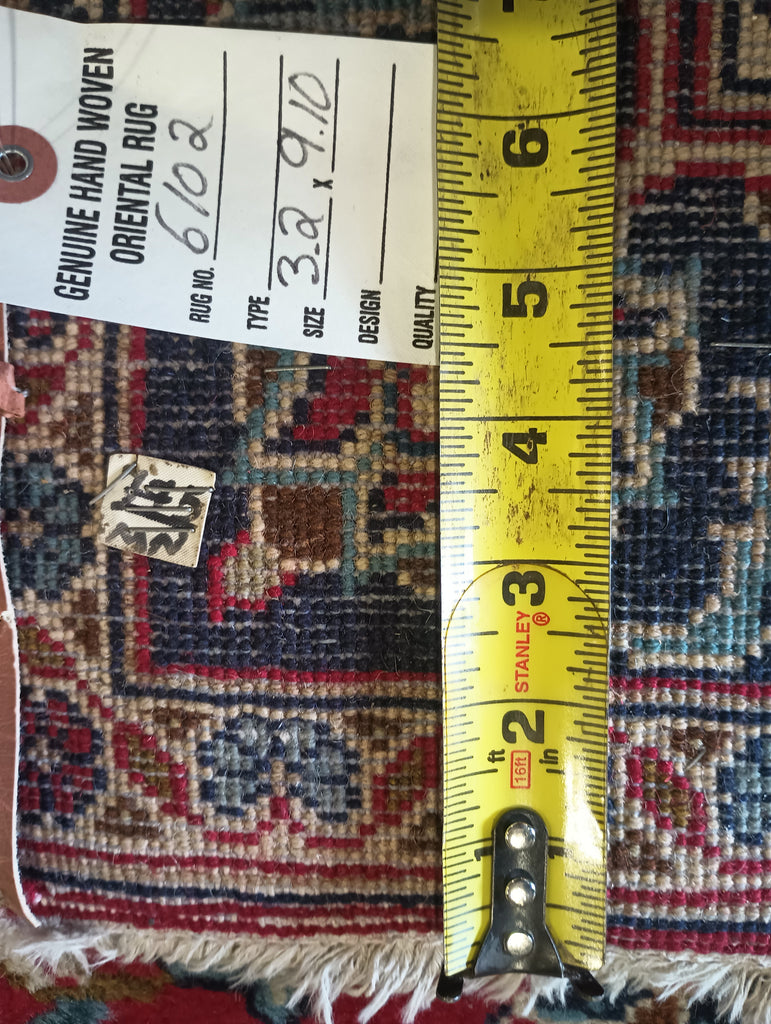 GENUINE HAND WOVEN
ORIENTAL RUG
RUG NO. 6102
TYPE
SIZE 3.2 x 9.10
DESIGN
QUALITY
6
5
4
3
STANLEY®
2
ft 16ft in
1 1